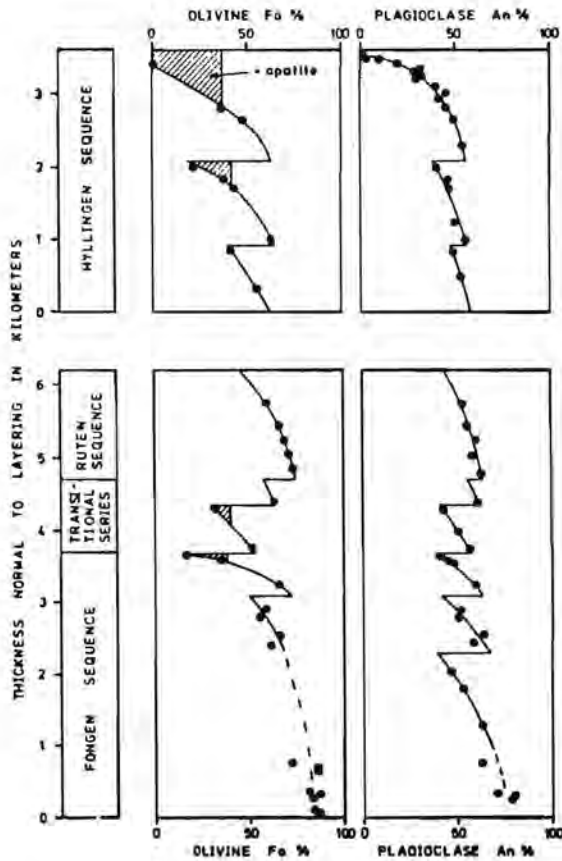 OLIVINE Fo %
0 50 100
PLAGIOCLASE An %
0 50 100
+ apatite
THICKNESS NORMAL TO LAYERING IN KILOMETERS
HYLLINGEN SEQUENCE
3
2
1
0
RUTEN SEQUENCE
TRANSI-
TIONAL
SERIES
FONGEN SEQUENCE
6
5
4
3
2
1
0
0 50 100
OLIVINE Fo %
0 50 100
PLAGIOCLASE An %